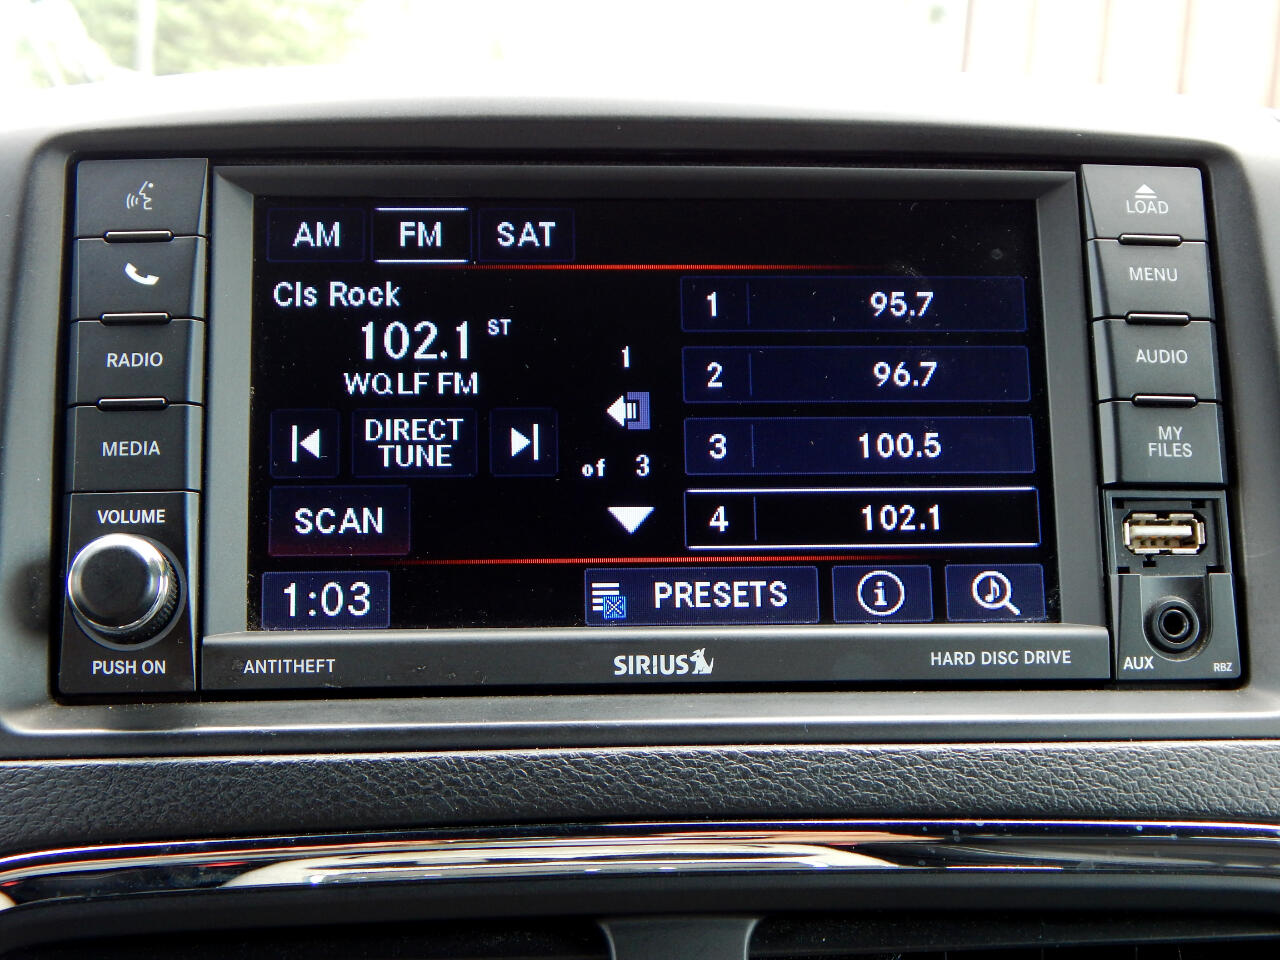 AM FM SAT
Cls Rock
102.1 ST
WQLF FM
DIRECT
TUNE
SCAN
1
of 3
1 95.7
2 96.7
3 100.5
4 102.1
1:03
PRESETS
i
RADIO
MEDIA
VOLUME
PUSH ON
ANTITHEFT
SIRIUS
HARD DISC DRIVE
LOAD
MENU
AUDIO
MY
FILES
AUX
RBZ